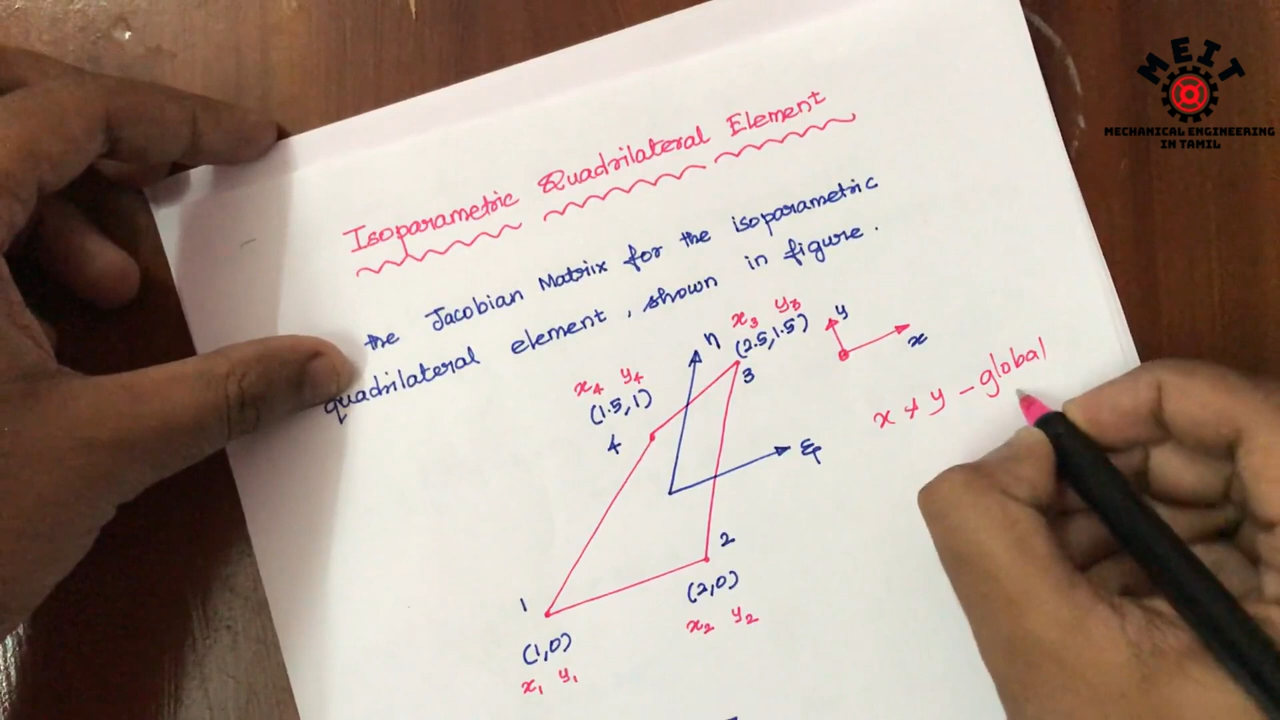 MEIT
MECHANICAL ENGINEERING
IN TAMIL
Isoparametric Quadrilateral Element
the Jacobian Matrix for the isoparametric
quadrilateral element, shown in figure.
x₃ y₃
(2.5,1.5)
3
η
y
x
x₄ y₄
(1.5,1)
4
ξ
x & y - global
2
(2,0)
x₂ y₂
1
(1,0)
x₁ y₁